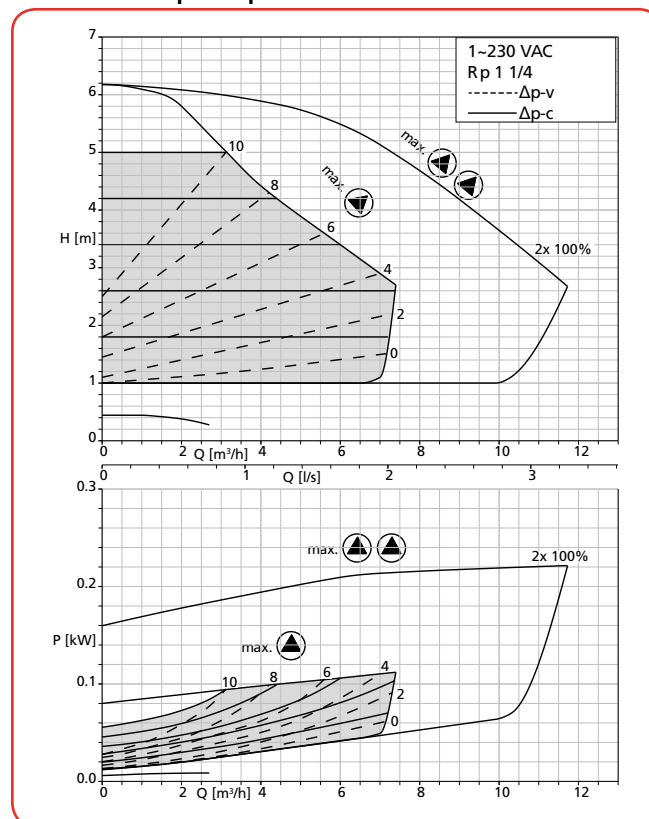 7
1~230 VAC
Rp 1 1/4
Δp-v
Δp-c
6
max.
5
10
max.
8
4
6
H [m]
2x 100%
3
4
2
2
0
1
0
0 2 Q [m³/h] 4 6 8 10 12
0 1 Q [l/s] 2 3
0.3
max.
2x 100%
0.2
P [kW]
max.
4
6
8
10
0.1
2
0
0.0
0 2 Q [m³/h] 4 6 8 10 12